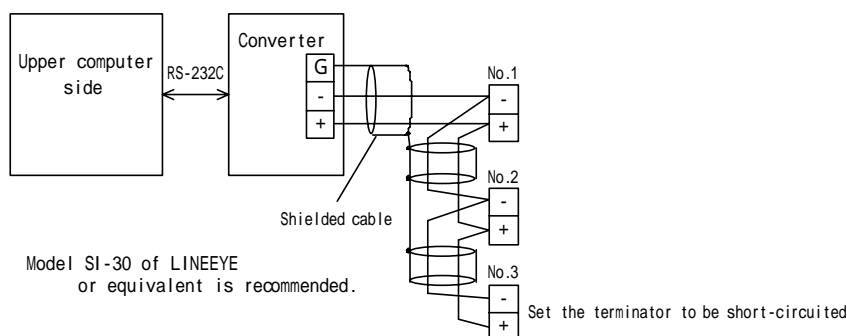 Upper computer
side
RS-232C
Converter
G
-
+
No.1
-
+
No.2
-
+
Shielded cable
Model SI-30 of LINEEYE
or equivalent is recommended.
No.3
-
+
Set the terminator to be short-circuited